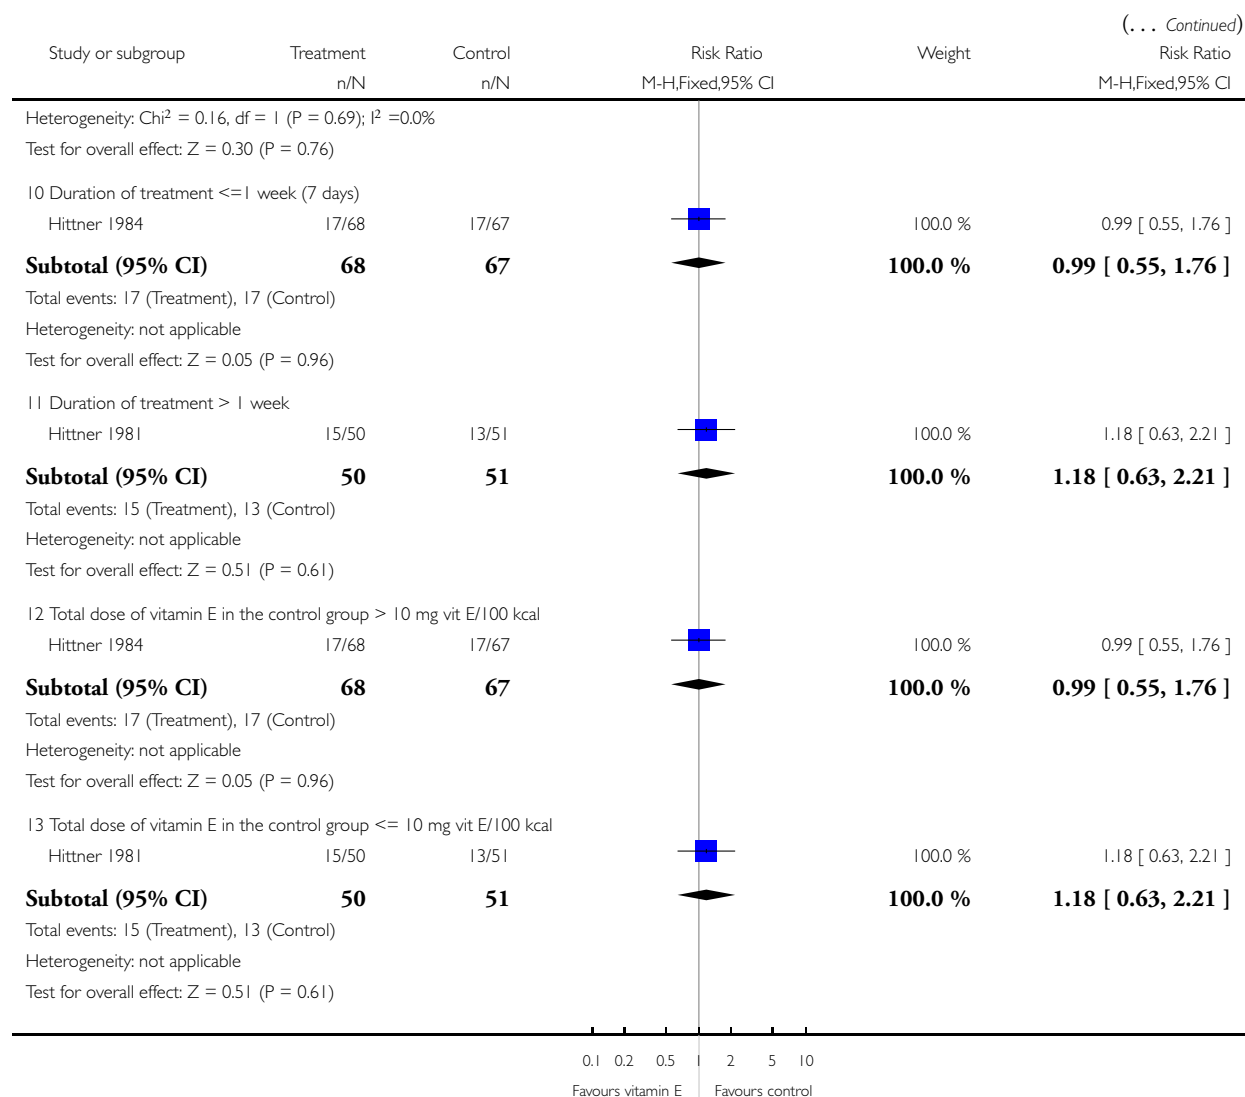 (... Continued)
Study or subgroup Treatment Control Risk Ratio Weight Risk Ratio
n/N n/N M-H,Fixed,95% CI M-H,Fixed,95% CI
Heterogeneity: Chi² = 0.16, df = 1 (P = 0.69); I² =0.0%
Test for overall effect: Z = 0.30 (P = 0.76)
10 Duration of treatment <=1 week (7 days)
Hittner 1984 17/68 17/67 100.0 % 0.99 [ 0.55, 1.76 ]
Subtotal (95% CI) 68 67 100.0 % 0.99 [ 0.55, 1.76 ]
Total events: 17 (Treatment), 17 (Control)
Heterogeneity: not applicable
Test for overall effect: Z = 0.05 (P = 0.96)
11 Duration of treatment > 1 week
Hittner 1981 15/50 13/51 100.0 % 1.18 [ 0.63, 2.21 ]
Subtotal (95% CI) 50 51 100.0 % 1.18 [ 0.63, 2.21 ]
Total events: 15 (Treatment), 13 (Control)
Heterogeneity: not applicable
Test for overall effect: Z = 0.51 (P = 0.61)
12 Total dose of vitamin E in the control group > 10 mg vit E/100 kcal
Hittner 1984 17/68 17/67 100.0 % 0.99 [ 0.55, 1.76 ]
Subtotal (95% CI) 68 67 100.0 % 0.99 [ 0.55, 1.76 ]
Total events: 17 (Treatment), 17 (Control)
Heterogeneity: not applicable
Test for overall effect: Z = 0.05 (P = 0.96)
13 Total dose of vitamin E in the control group <= 10 mg vit E/100 kcal
Hittner 1981 15/50 13/51 100.0 % 1.18 [ 0.63, 2.21 ]
Subtotal (95% CI) 50 51 100.0 % 1.18 [ 0.63, 2.21 ]
Total events: 15 (Treatment), 13 (Control)
Heterogeneity: not applicable
Test for overall effect: Z = 0.51 (P = 0.61)
0.1 0.2 0.5 1 2 5 10
Favours vitamin E Favours control